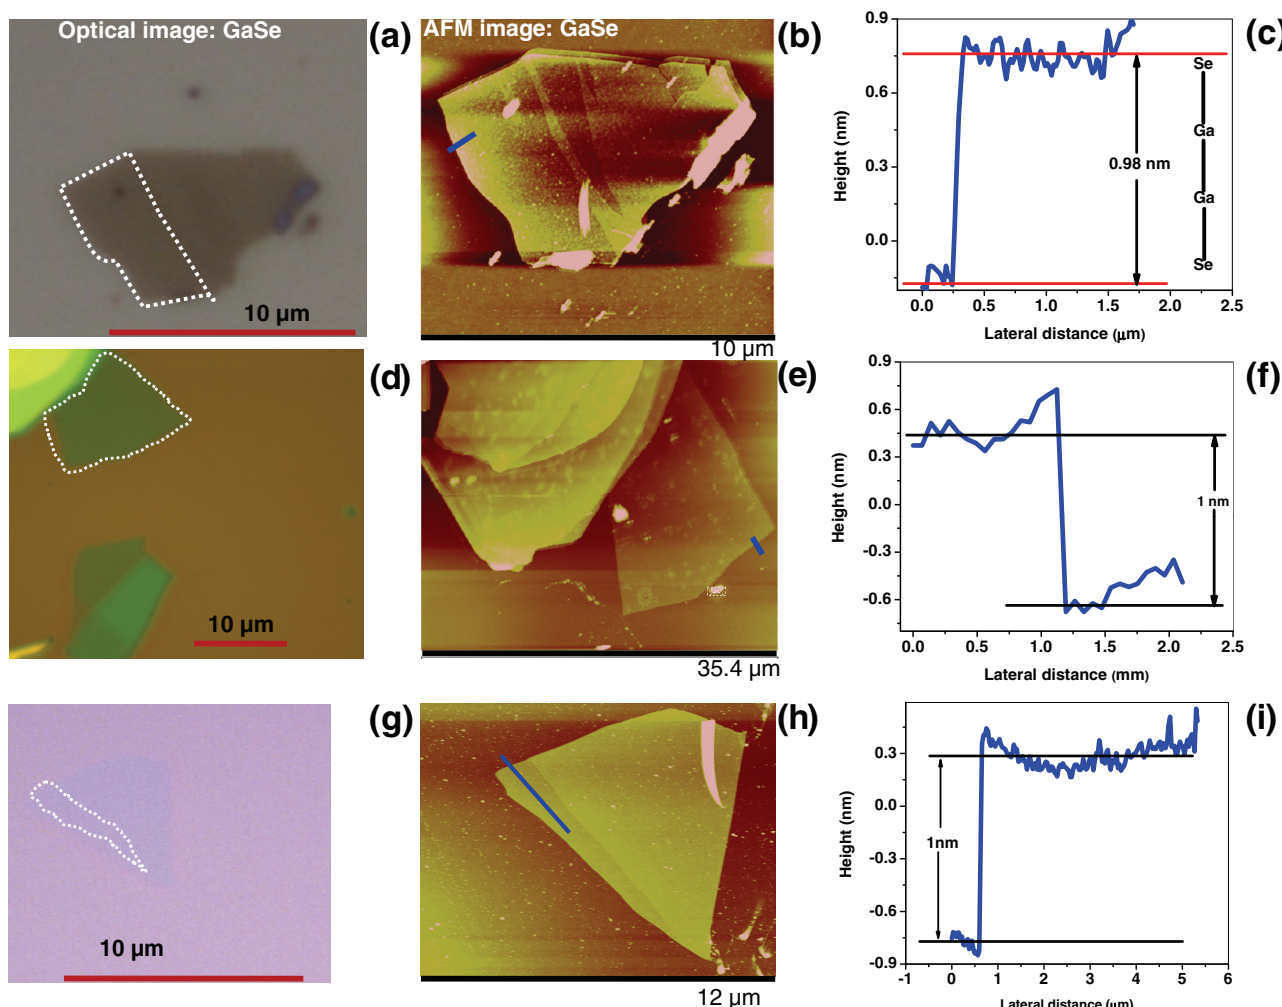 Optical image: GaSe
(a)
10 µm
AFM image: GaSe
(b)
10 µm
(c)
0.9
0.6
0.3
0.0
Height (nm)
0.98 nm
Se
Ga
Ga
Se
0.0 0.5 1.0 1.5 2.0 2.5
Lateral distance (µm)
(d)
10 µm
(e)
35.4 µm
(f)
0.9
0.6
0.3
0.0
-0.3
-0.6
Height (nm)
1 nm
0.0 0.5 1.0 1.5 2.0 2.5
Lateral distance (mm)
(g)
10 µm
(h)
12 µm
(i)
0.3
0.0
-0.3
-0.6
-0.9
Height (nm)
1nm
-1 0 1 2 3 4 5 6
Lateral distance (µm)